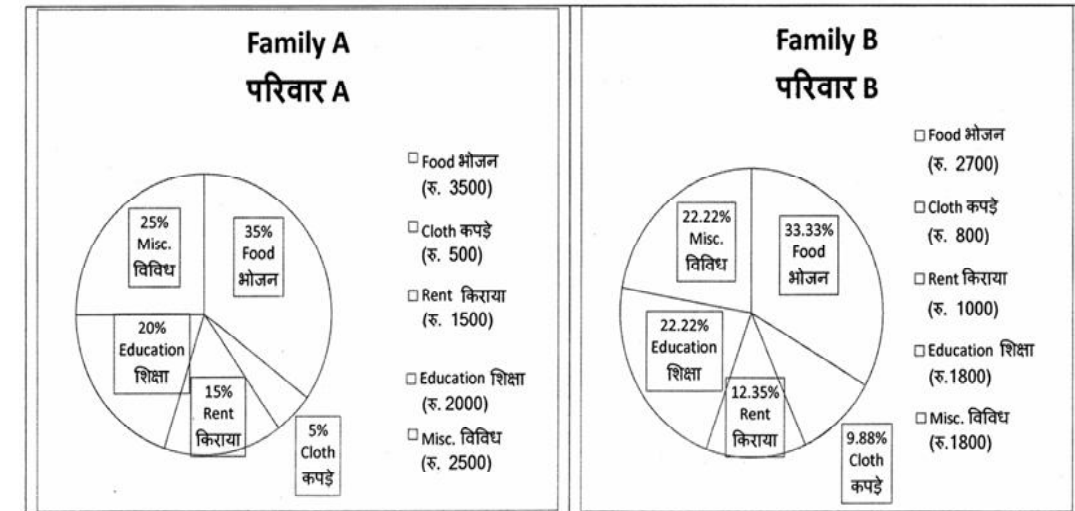 Family A
परिवार A
25%
Misc.
विविध
35%
Food
भोजन
20%
Education
शिक्षा
15%
Rent
किराया
5%
Cloth
कपड़े
Food भोजन
(रु. 3500)
Cloth कपड़े
(रु. 500)
Rent किराया
(रु. 1500)
Education शिक्षा
(रु. 2000)
Misc. विविध
(रु. 2500)
Family B
परिवार B
22.22%
Misc.
विविध
33.33%
Food
भोजन
22.22%
Education
शिक्षा
12.35%
Rent
किराया
9.88%
Cloth
कपड़े
Food भोजन
(रु. 2700)
Cloth कपड़े
(रु. 800)
Rent किराया
(रु. 1000)
Education शिक्षा
(रु.1800)
Misc. विविध
(रु.1800)